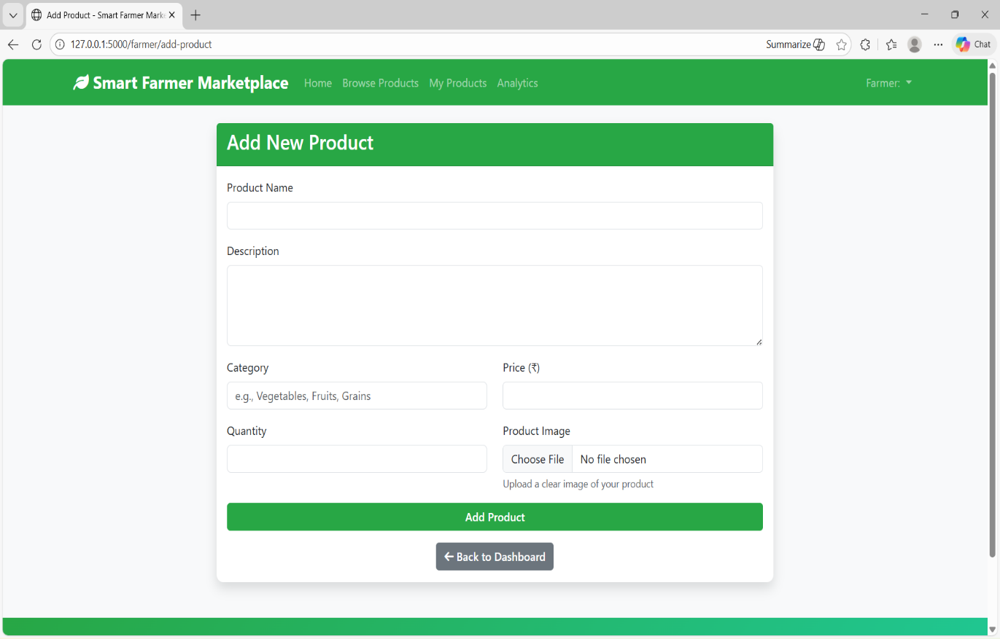 Add Product - Smart Farmer Marke
127.0.0.1:5000/farmer/add-product
Summarize
Chat
Smart Farmer Marketplace
Home
Browse Products
My Products
Analytics
Farmer:
Add New Product
Product Name
Description
Category
Price (₹)
e.g., Vegetables, Fruits, Grains
Quantity
Product Image
Choose File
No file chosen
Upload a clear image of your product
Add Product
Back to Dashboard